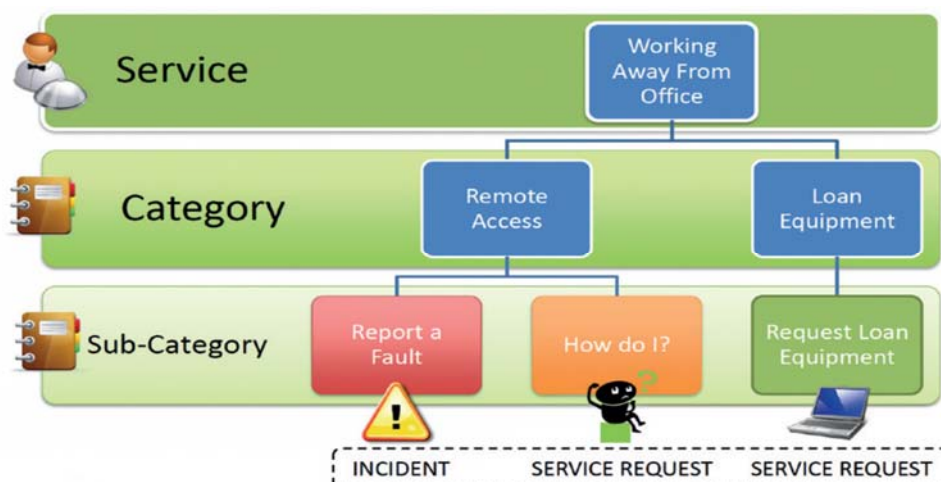 Service
Working
Away From
Office
Category
Remote
Access
Loan
Equipment
Sub-Category
Report a
Fault
How do I?
Request Loan
Equipment
!
?
INCIDENT
SERVICE REQUEST
SERVICE REQUEST